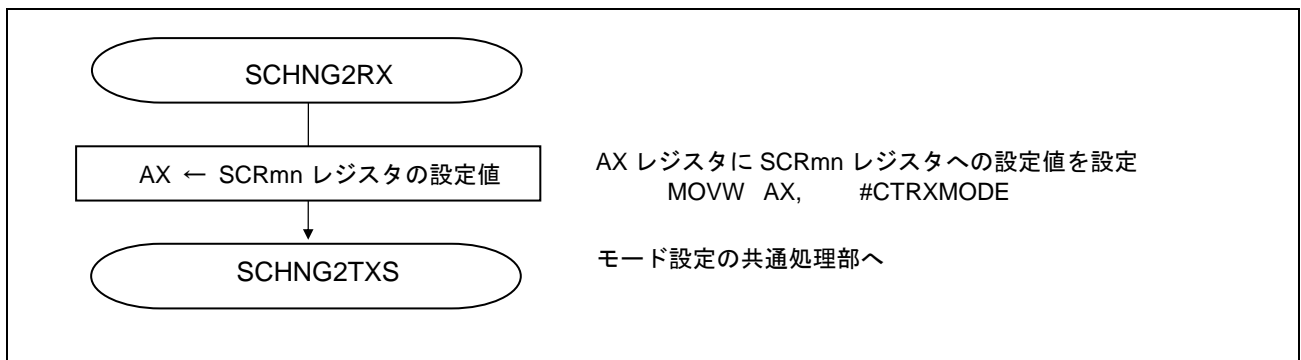 SCHNG2RX
AX ← SCRmn レジスタの設定値
AX レジスタに SCRmn レジスタへの設定値を設定
MOVW AX, #CTRXMODE
SCHNG2TXS
モード設定の共通処理部へ